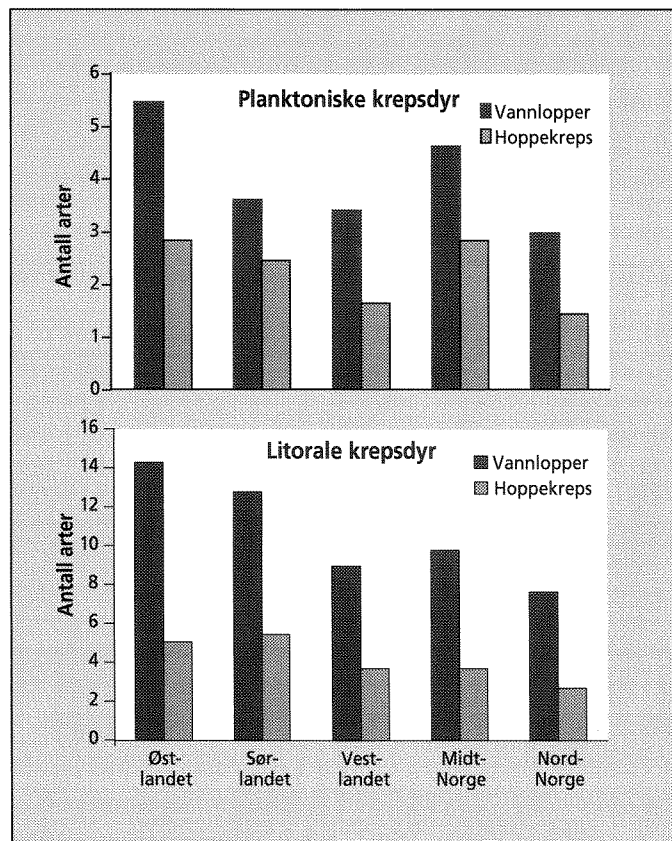 Planktoniske krepsdyr
Vannlopper
Hoppekreps
Antall arter
6
5
4
3
2
1
0
Litorale krepsdyr
Vannlopper
Hoppekreps
Antall arter
16
14
12
10
8
6
4
2
0
Øst-
landet
Sør-
landet
Vest-
landet
Midt-
Norge
Nord-
Norge